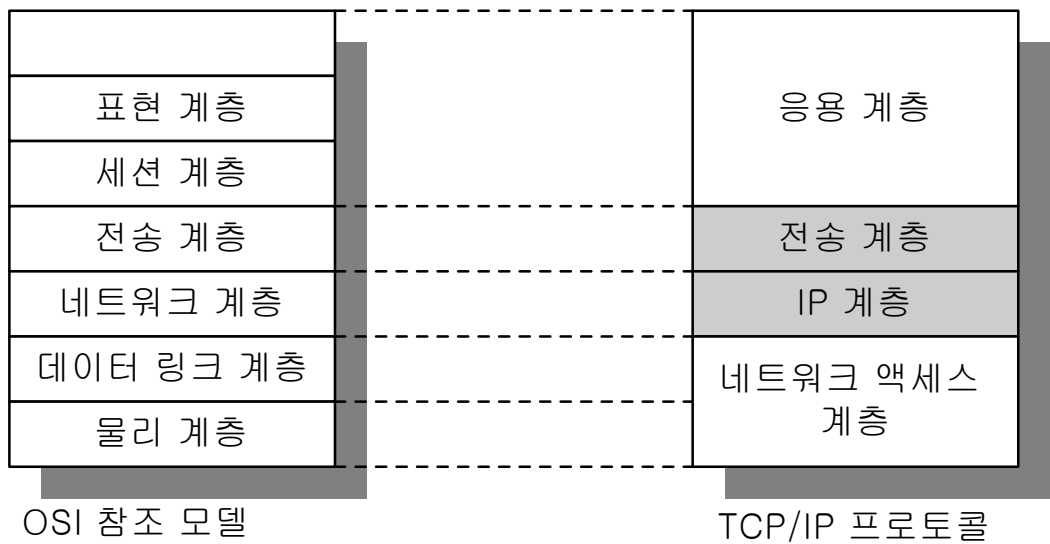 표현 계층
세션 계층
전송 계층
네트워크 계층
데이터 링크 계층
물리 계층
OSI 참조 모델
응용 계층
전송 계층
IP 계층
네트워크 액세스
계층
TCP/IP 프로토콜